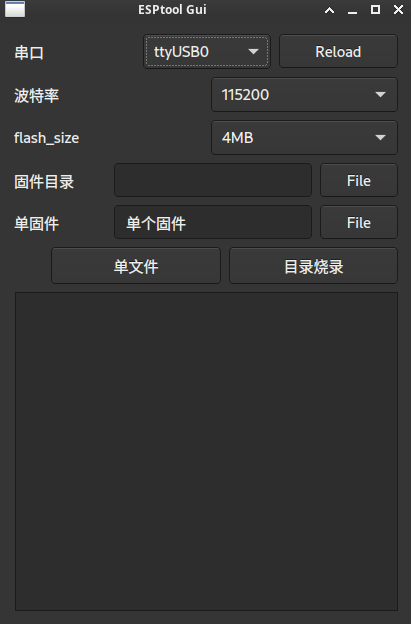 ESPtool Gui
串口 ttyUSB0 Reload
波特率 115200
flash_size 4MB
固件目录 File
单固件 单个固件 File
单文件 目录烧录